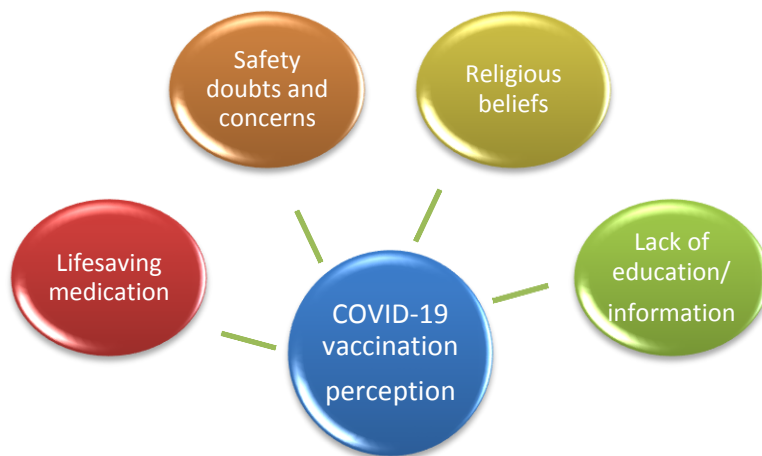 Safety
doubts and
concerns
Religious
beliefs
Lifesaving
medication
Lack of
education/
information
COVID-19
vaccination
perception